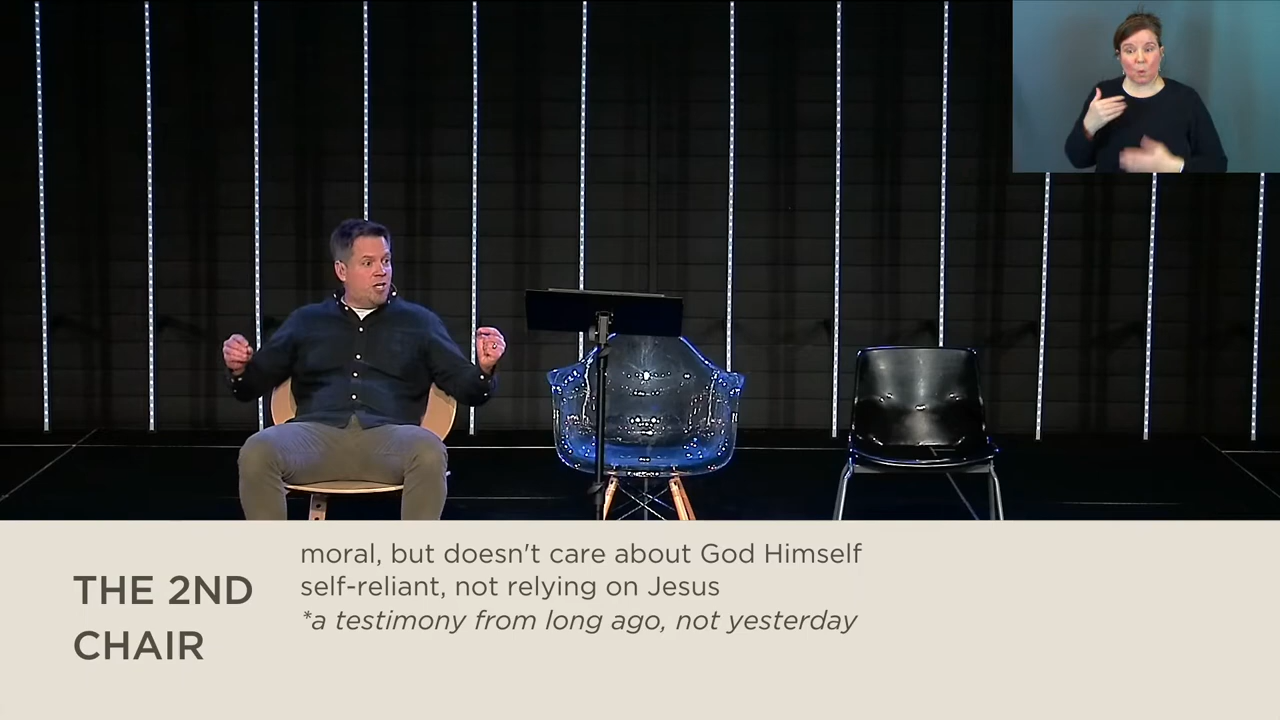 THE 2ND
CHAIR
moral, but doesn't care about God Himself
self-reliant, not relying on Jesus
*a testimony from long ago, not yesterday